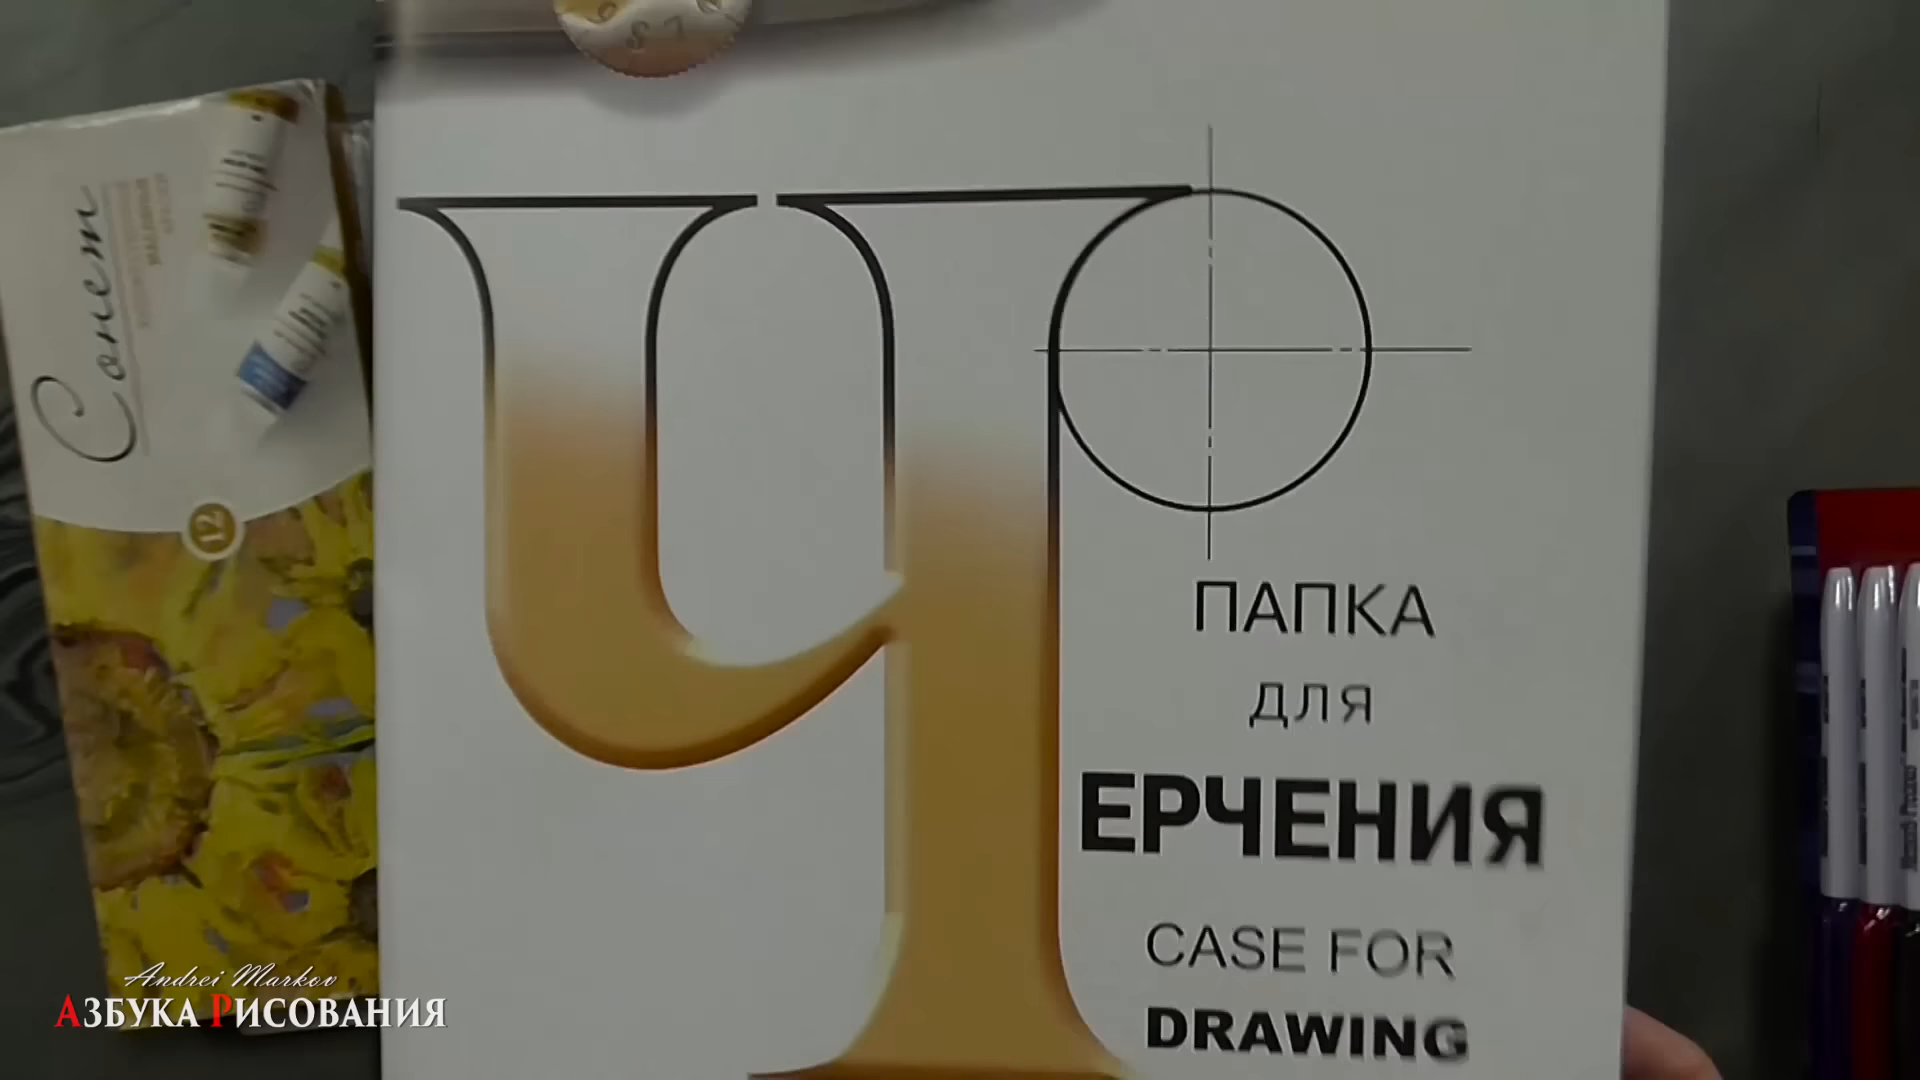 Сонет
12
Ч
ПАПКА
ДЛЯ
ЕРЧЕНИЯ
CASE FOR
DRAWING
Andrei Markov
АЗБУКА РИСОВАНИЯ